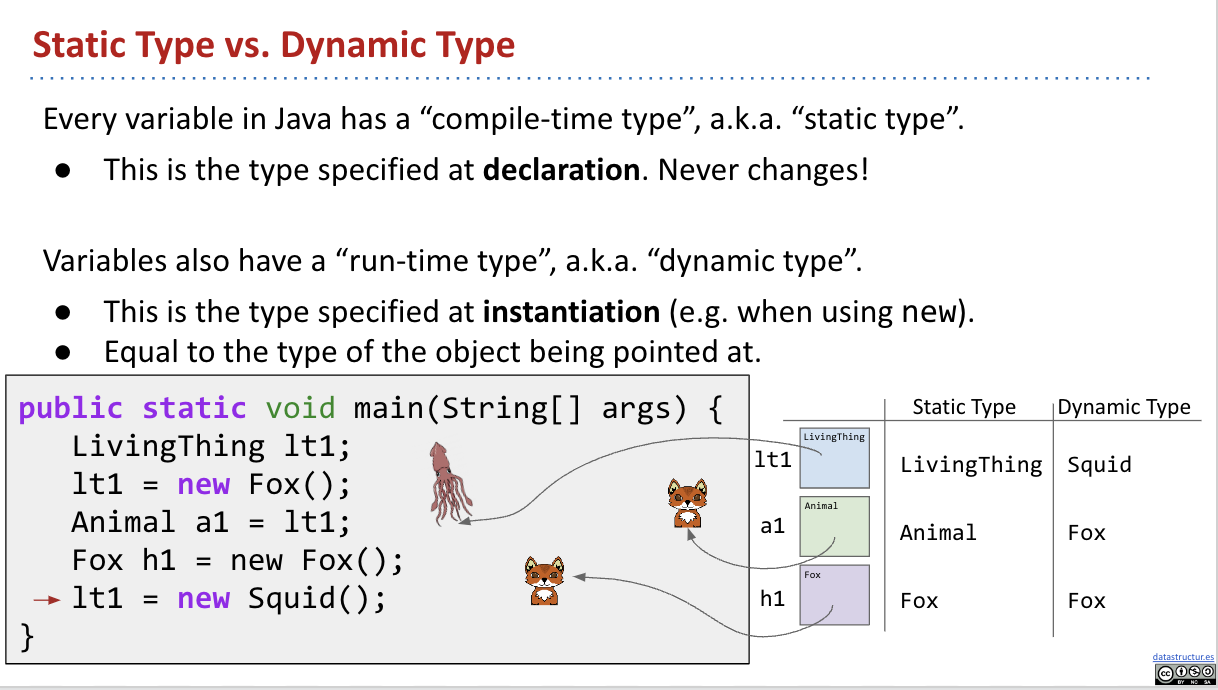 Static Type vs. Dynamic Type
Every variable in Java has a “compile-time type”, a.k.a. “static type”.
● This is the type specified at declaration. Never changes!
Variables also have a “run-time type”, a.k.a. “dynamic type”.
● This is the type specified at instantiation (e.g. when using new).
● Equal to the type of the object being pointed at.
public static void main(String[] args) {
LivingThing lt1;
lt1 = new Fox();
Animal a1 = lt1;
Fox h1 = new Fox();
lt1 = new Squid();
}
Static Type Dynamic Type
lt1 LivingThing LivingThing Squid
a1 Animal Animal Fox
h1 Fox Fox Fox
datastructur.es
cc BY NC SA